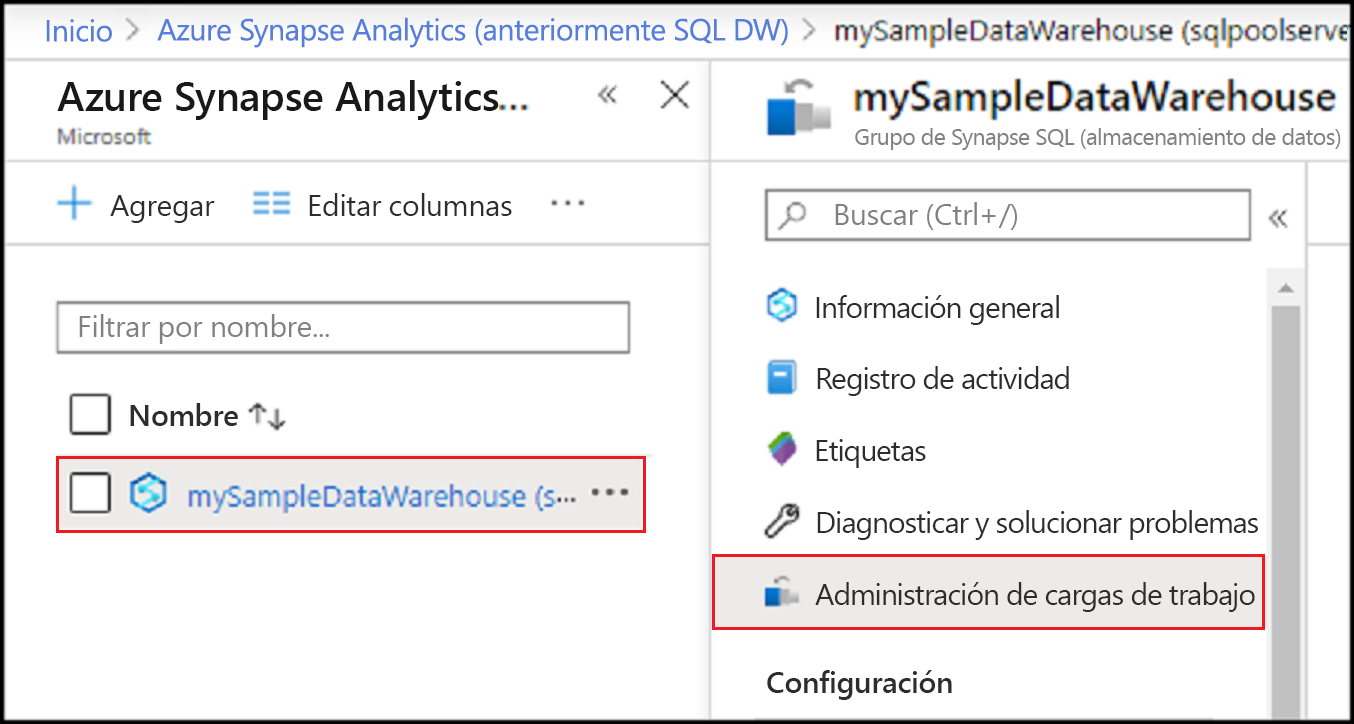 Inicio > Azure Synapse Analytics (anteriormente SQL DW) > mySampleDataWarehouse (sqlpoolserve
Azure Synapse Analytics...
Microsoft
Agregar Editar columnas ...
Filtrar por nombre...
Nombre ↑↓
mySampleDataWarehouse (s... ...
mySampleDataWarehouse
Grupo de Synapse SQL (almacenamiento de datos)
Buscar (Ctrl+/)
Información general
Registro de actividad
Etiquetas
Diagnosticar y solucionar problemas
Administración de cargas de trabajo
Configuración